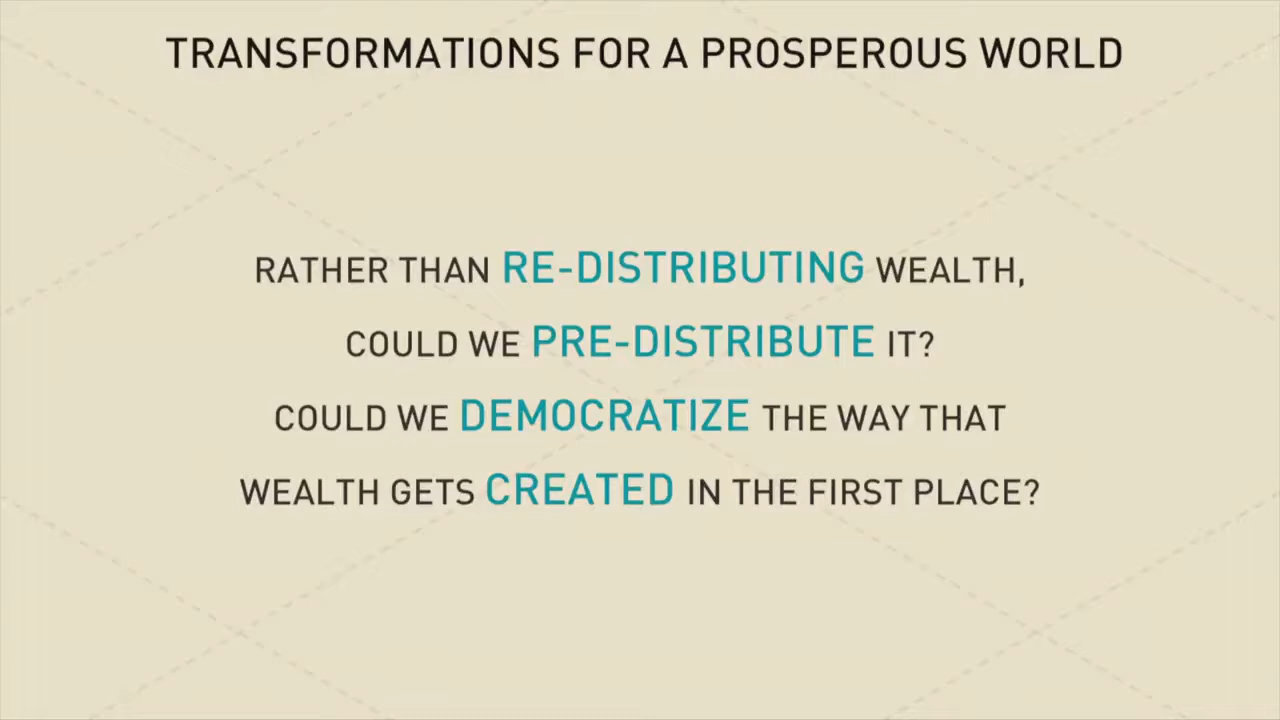 TRANSFORMATIONS FOR A PROSPEROUS WORLD
RATHER THAN RE-DISTRIBUTING WEALTH,
COULD WE PRE-DISTRIBUTE IT?
COULD WE DEMOCRATIZE THE WAY THAT
WEALTH GETS CREATED IN THE FIRST PLACE?